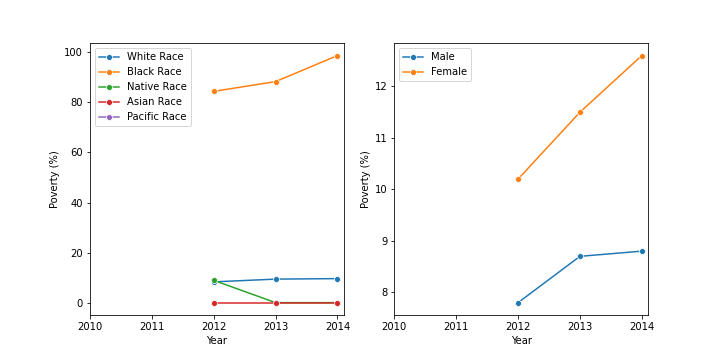 White Race
Black Race
Native Race
Asian Race
Pacific Race
100
80
60
40
20
0
Poverty (%)
2010 2011 2012 2013 2014
Year
Male
Female
12
11
10
9
8
Poverty (%)
2010 2011 2012 2013 2014
Year